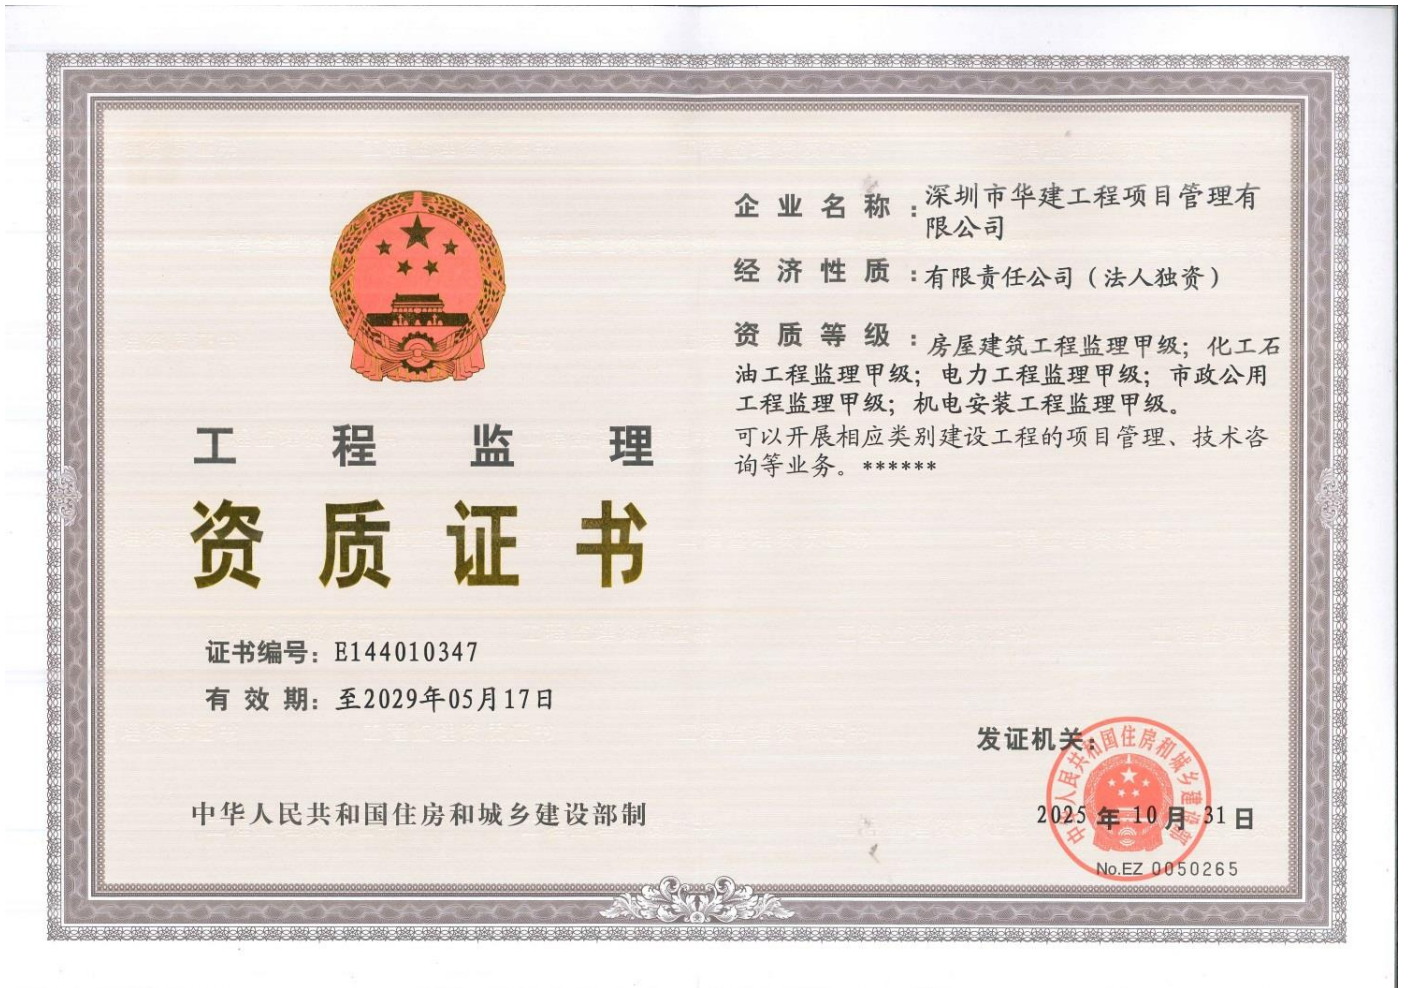 工程监理
资质证书
证书编号：E144010347
有效期：至2029年05月17日
中华人民共和国住房和城乡建设部制
企业名称：深圳市华建工程项目管理有
限公司
经济性质：有限责任公司（法人独资）
资质等级：房屋建筑工程监理甲级；化工石
油工程监理甲级；电力工程监理甲级；市政公用
工程监理甲级；机电安装工程监理甲级。
可以开展相应类别建设工程的项目管理、技术咨
询等业务。******
发证机关：
中华人民共和国住房和城乡建设部
2025年10月31日
No.EZ 0050265